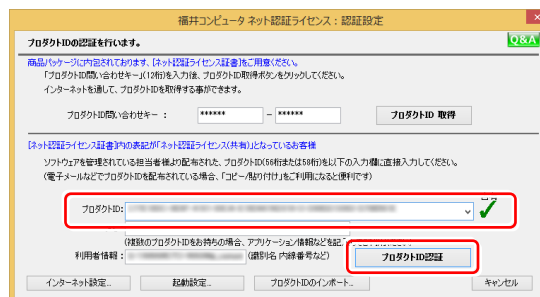 福井コンピュータ ネット認証ライセンス：認証設定
プロダクトIDの認証を行います。
Q&A
商品パッケージに内包されております、[ネット認証ライセンス証書]をご用意ください。
「プロダクトID問い合わせキー」(12桁)を入力後、プロダクトID取得ボタンをクリックしてください。
インターネットを通して、プロダクトIDを取得する事ができます。
プロダクトID問い合わせキー： ****** - ****** プロダクトID 取得
[ネット認証ライセンス証書]内の表記が「ネット認証ライセンス(共有)」となっているお客様
ソフトウェアを管理されている担当者様より配布された、プロダクトID(56桁または58桁)を以下の入力欄に直接入力してください。
(電子メールなどでプロダクトIDを配布されている場合、「コピー/貼り付け」をご利用になると便利です)
プロダクトID:
(複数のプロダクトIDをお持ちの場合、アプリケーション情報などを記
利用者情報： (識別名 内線番号など) プロダクトID認証
インターネット設定... 起動設定... プロダクトIDのインポート... キャンセル